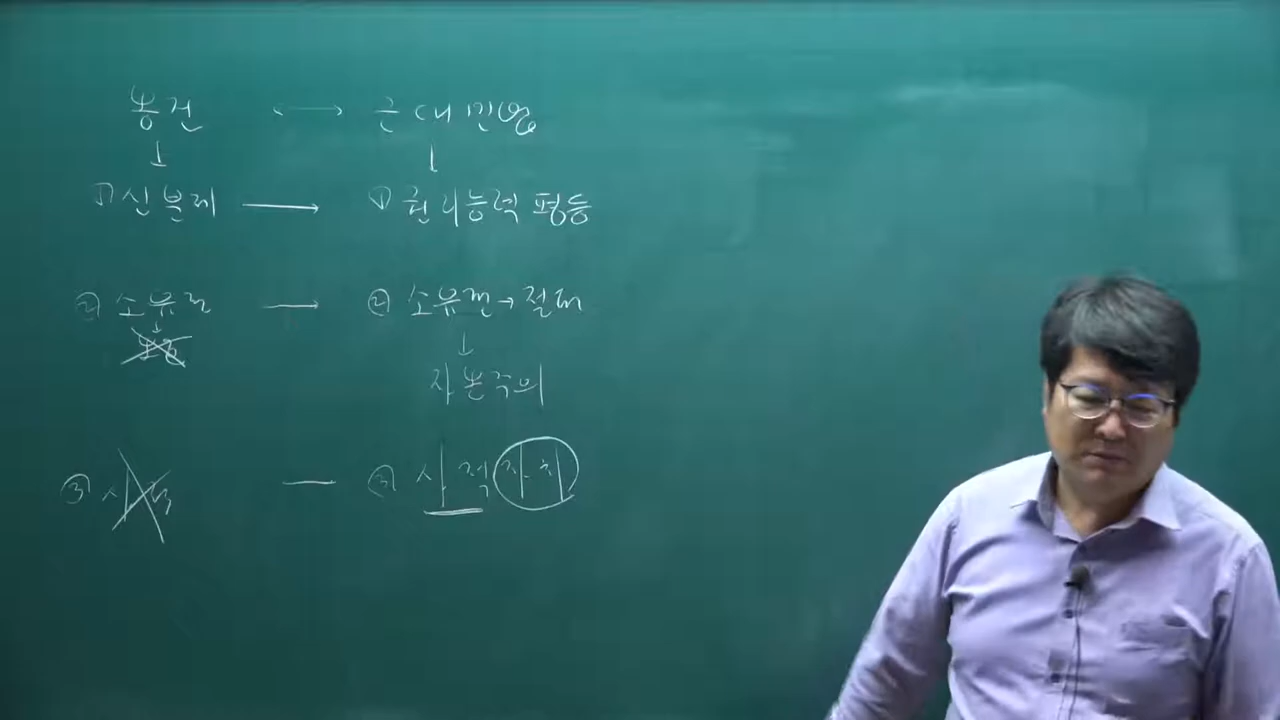 봉건 ↔ 근대민법
↓ ↓
① 신분제 → ① 권리능력 평등
② 소유권 → ② 소유권 → 절대
↓ ↓
자본주의
③ — ③ 사적 자치